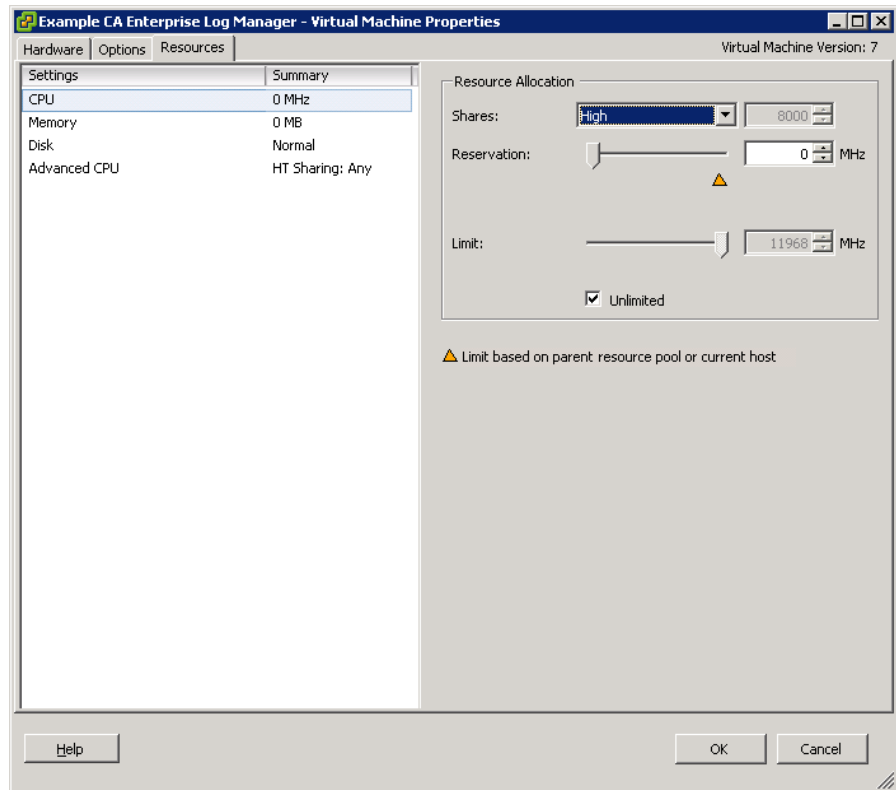 Example CA Enterprise Log Manager - Virtual Machine Properties
Hardware Options Resources Virtual Machine Version: 7
Settings Summary
CPU 0 MHz
Memory 0 MB
Disk Normal
Advanced CPU HT Sharing: Any
Resource Allocation
Shares: High 8000
Reservation: 0 MHz
Limit: 11968 MHz
Unlimited
Limit based on parent resource pool or current host
Help OK Cancel